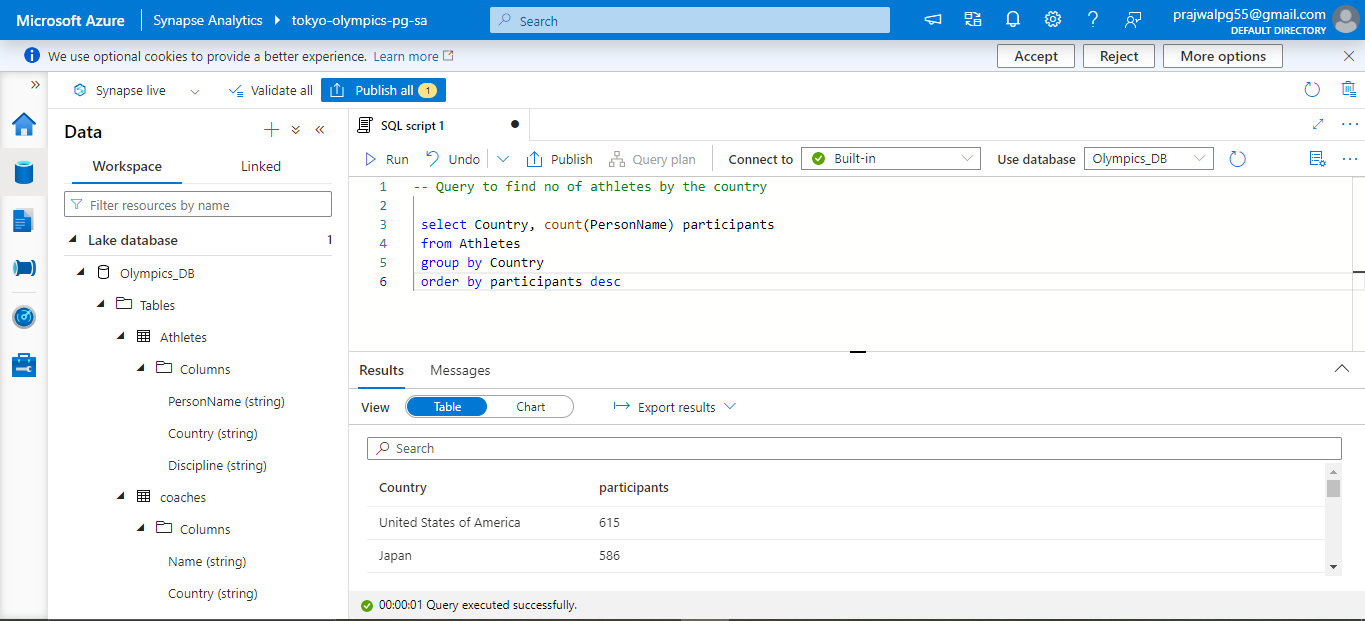 Microsoft Azure Synapse Analytics tokyo-olympics-pg-sa Search prajwalpg55@gmail.com
DEFAULT DIRECTORY
We use optional cookies to provide a better experience. Learn more Accept Reject More options
Synapse live Validate all Publish all 1
Data
Workspace Linked
Filter resources by name
Lake database 1
Olympics_DB
Tables
Athletes
Columns
PersonName (string)
Country (string)
Discipline (string)
coaches
Columns
Name (string)
Country (string)
SQL script 1
Run Undo Publish Query plan Connect to Built-in Use database Olympics_DB
1 -- Query to find no of athletes by the country
2
3 select Country, count(PersonName) participants
4 from Athletes
5 group by Country
6 order by participants desc
Results Messages
View Table Chart Export results
Search
Country participants
United States of America 615
Japan 586
00:00:01 Query executed successfully.